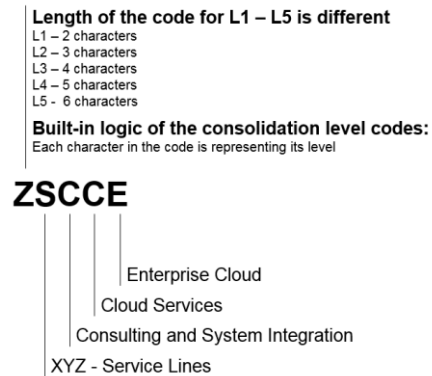 Length of the code for L1 – L5 is different
L1 – 2 characters
L2 – 3 characters
L3 – 4 characters
L4 – 5 characters
L5 - 6 characters
Built-in logic of the consolidation level codes:
Each character in the code is representing its level
ZSCCE
Enterprise Cloud
Cloud Services
Consulting and System Integration
XYZ - Service Lines